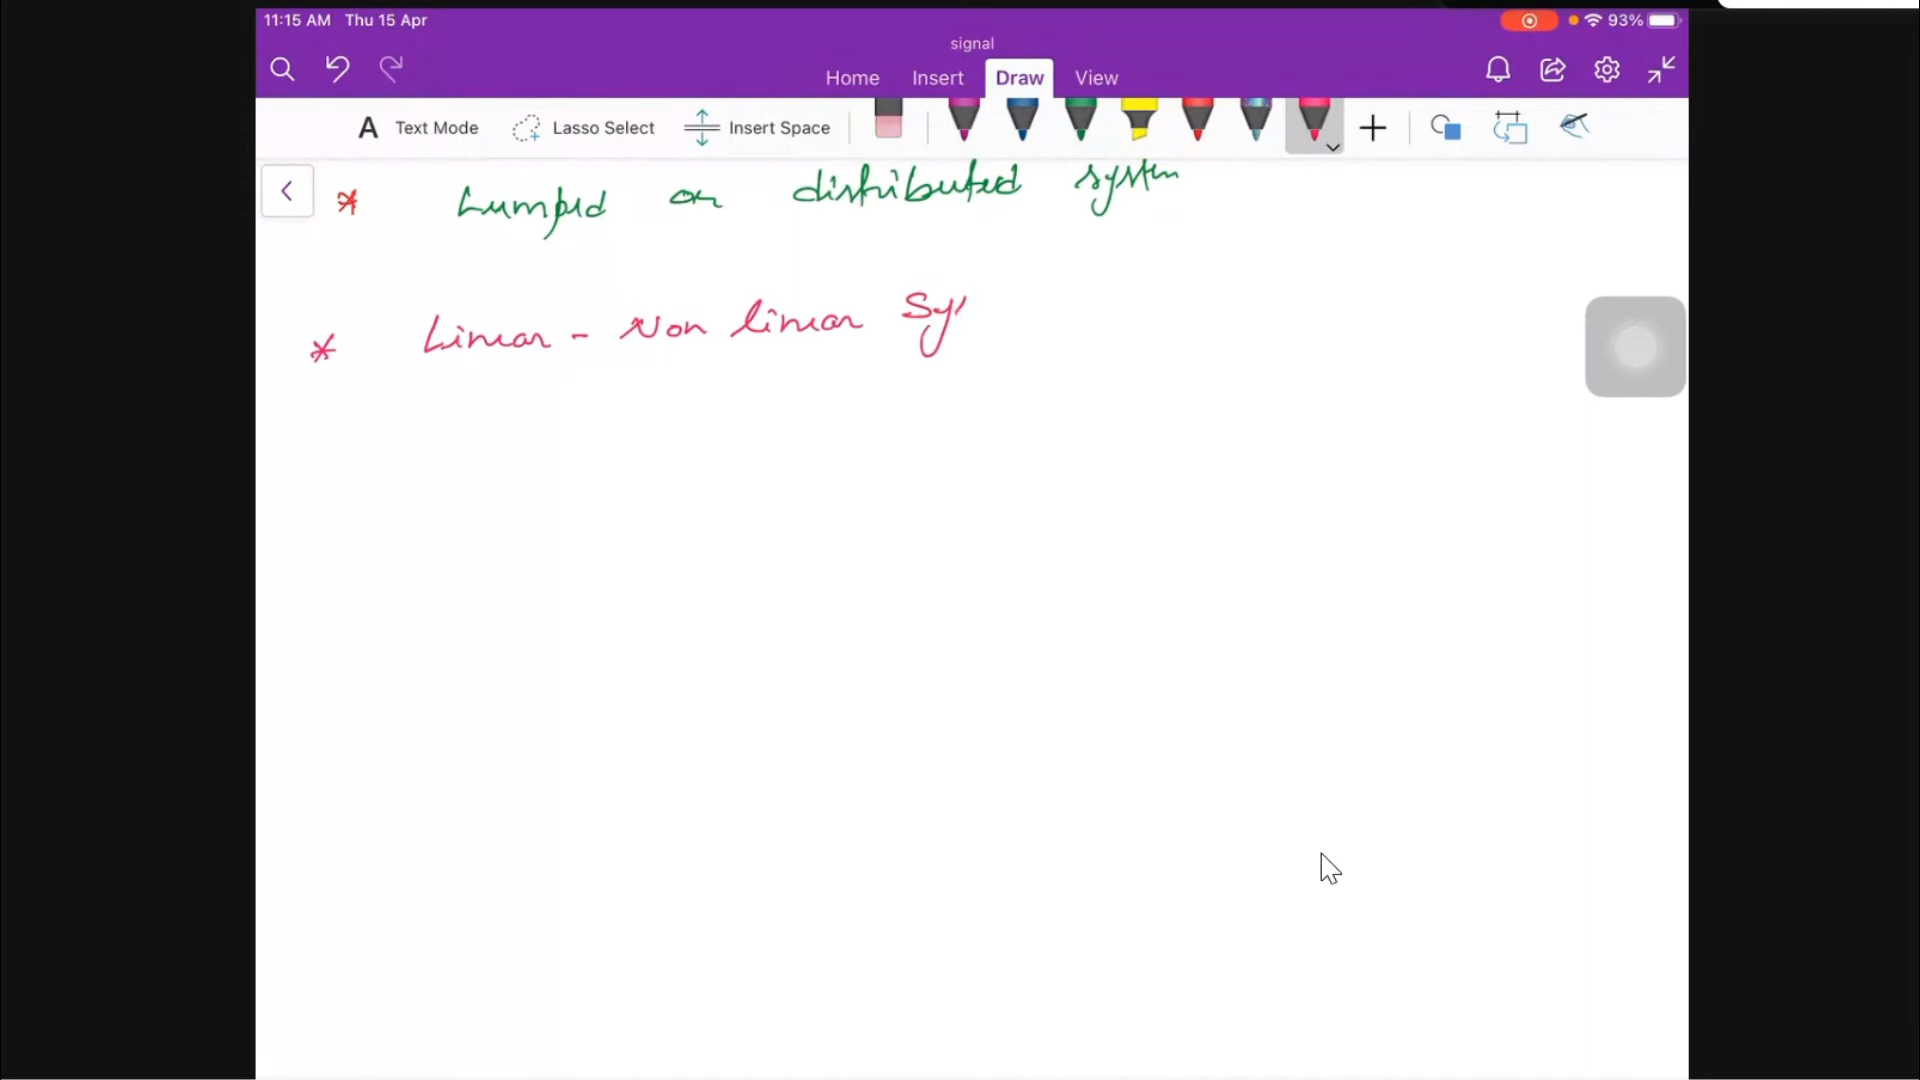 11:15 AM Thu 15 Apr
93%
signal
Home Insert Draw View
A Text Mode Lasso Select Insert Space
* Lumped or distributed system
* Linear - Non linear Sys